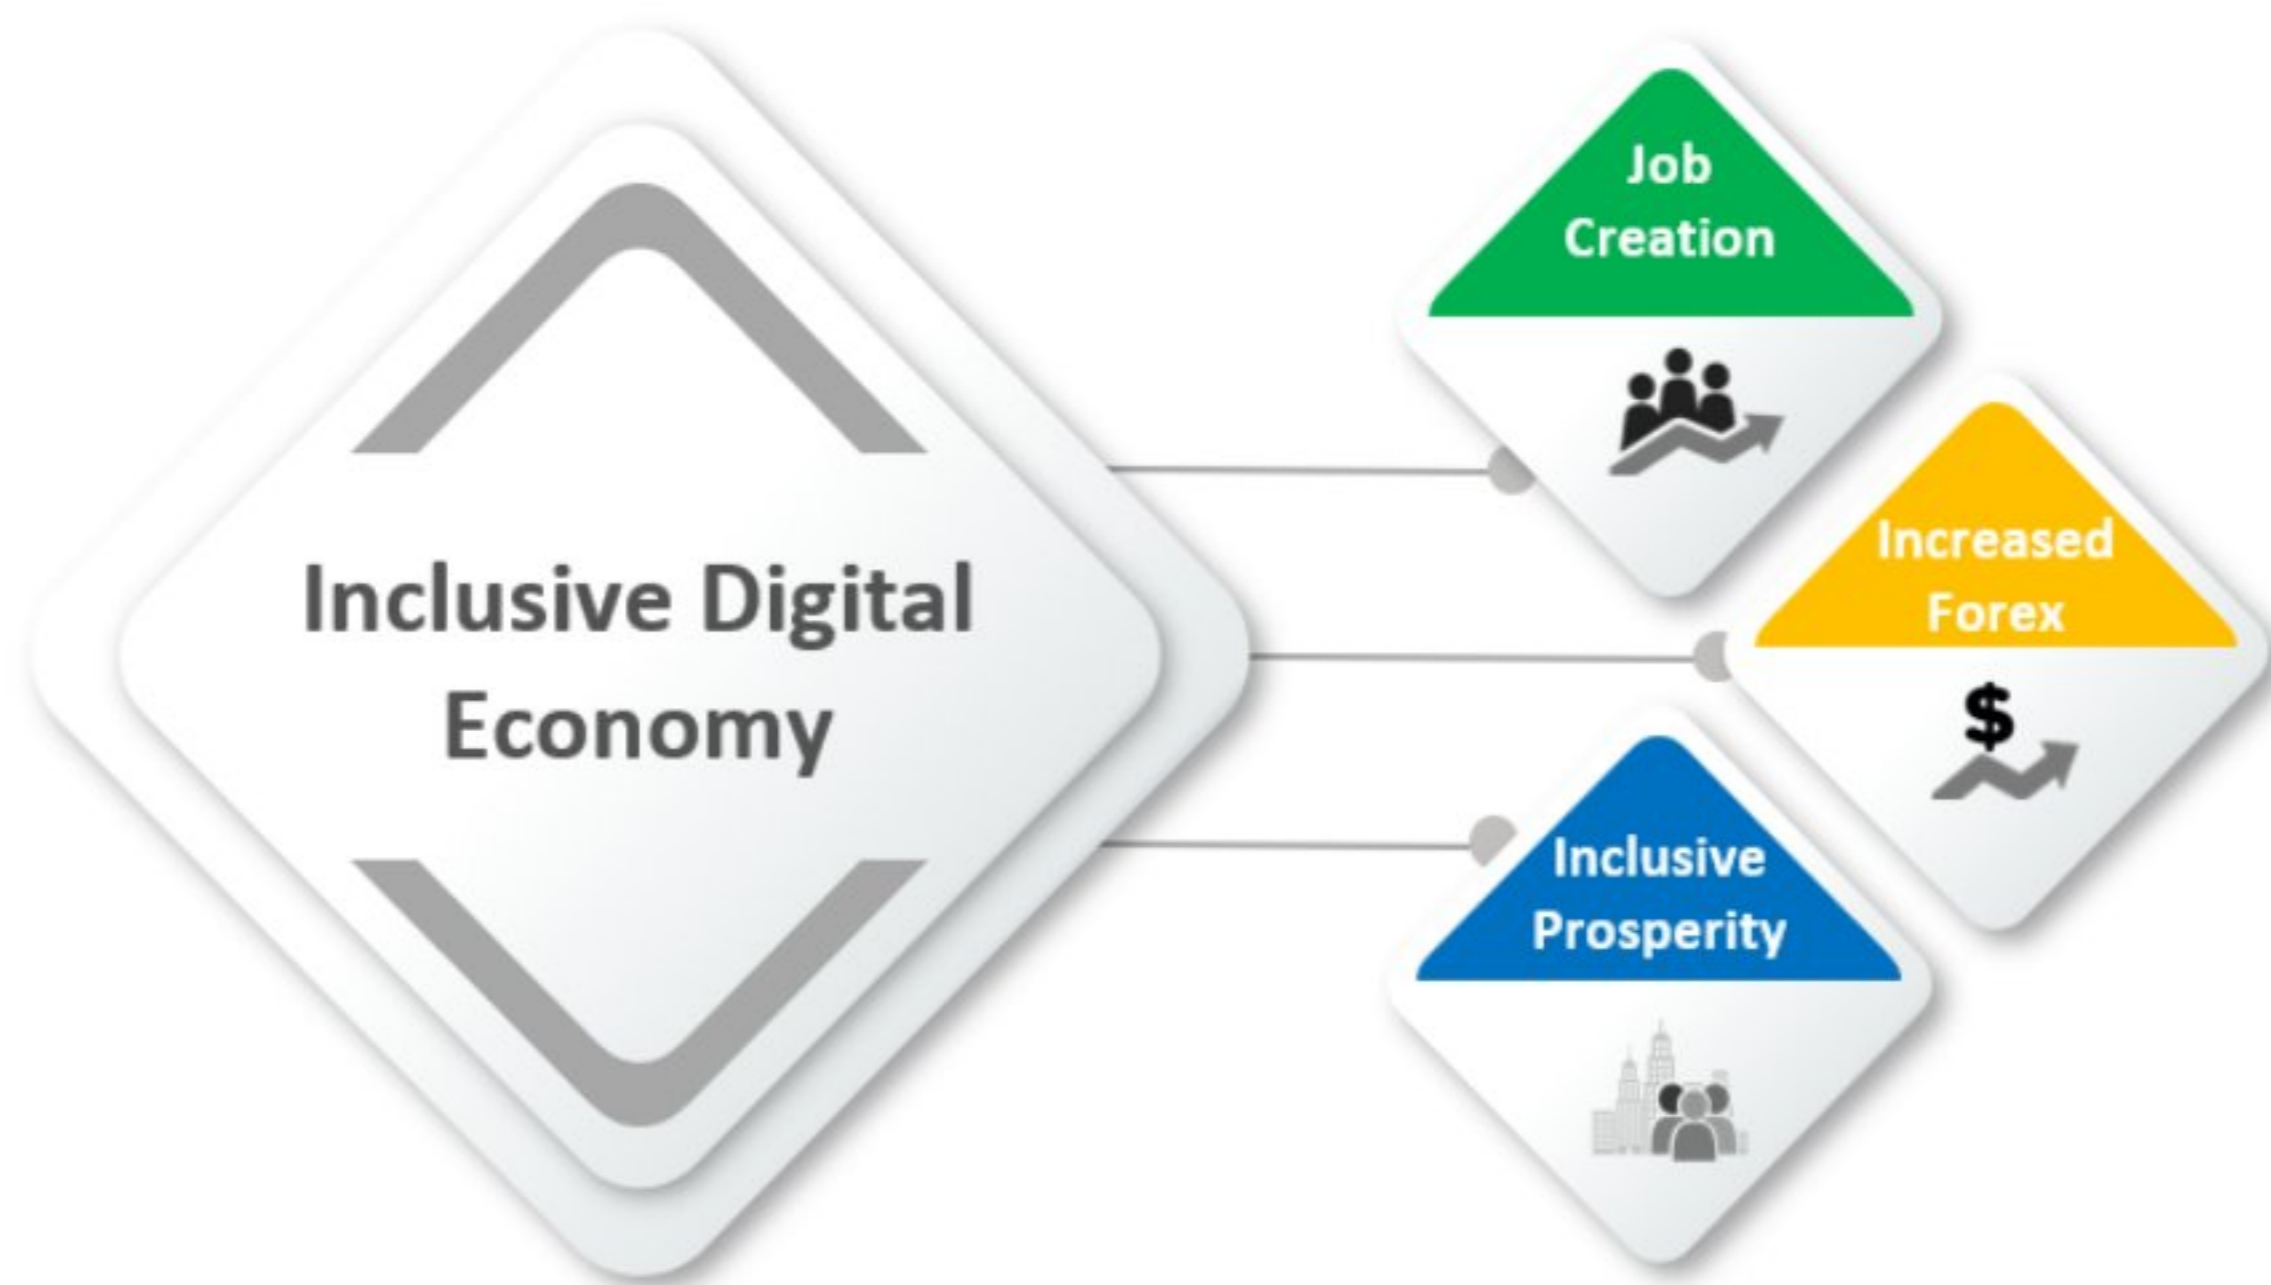 Inclusive Digital
Economy
Job
Creation
Increased
Forex
$
Inclusive
Prosperity